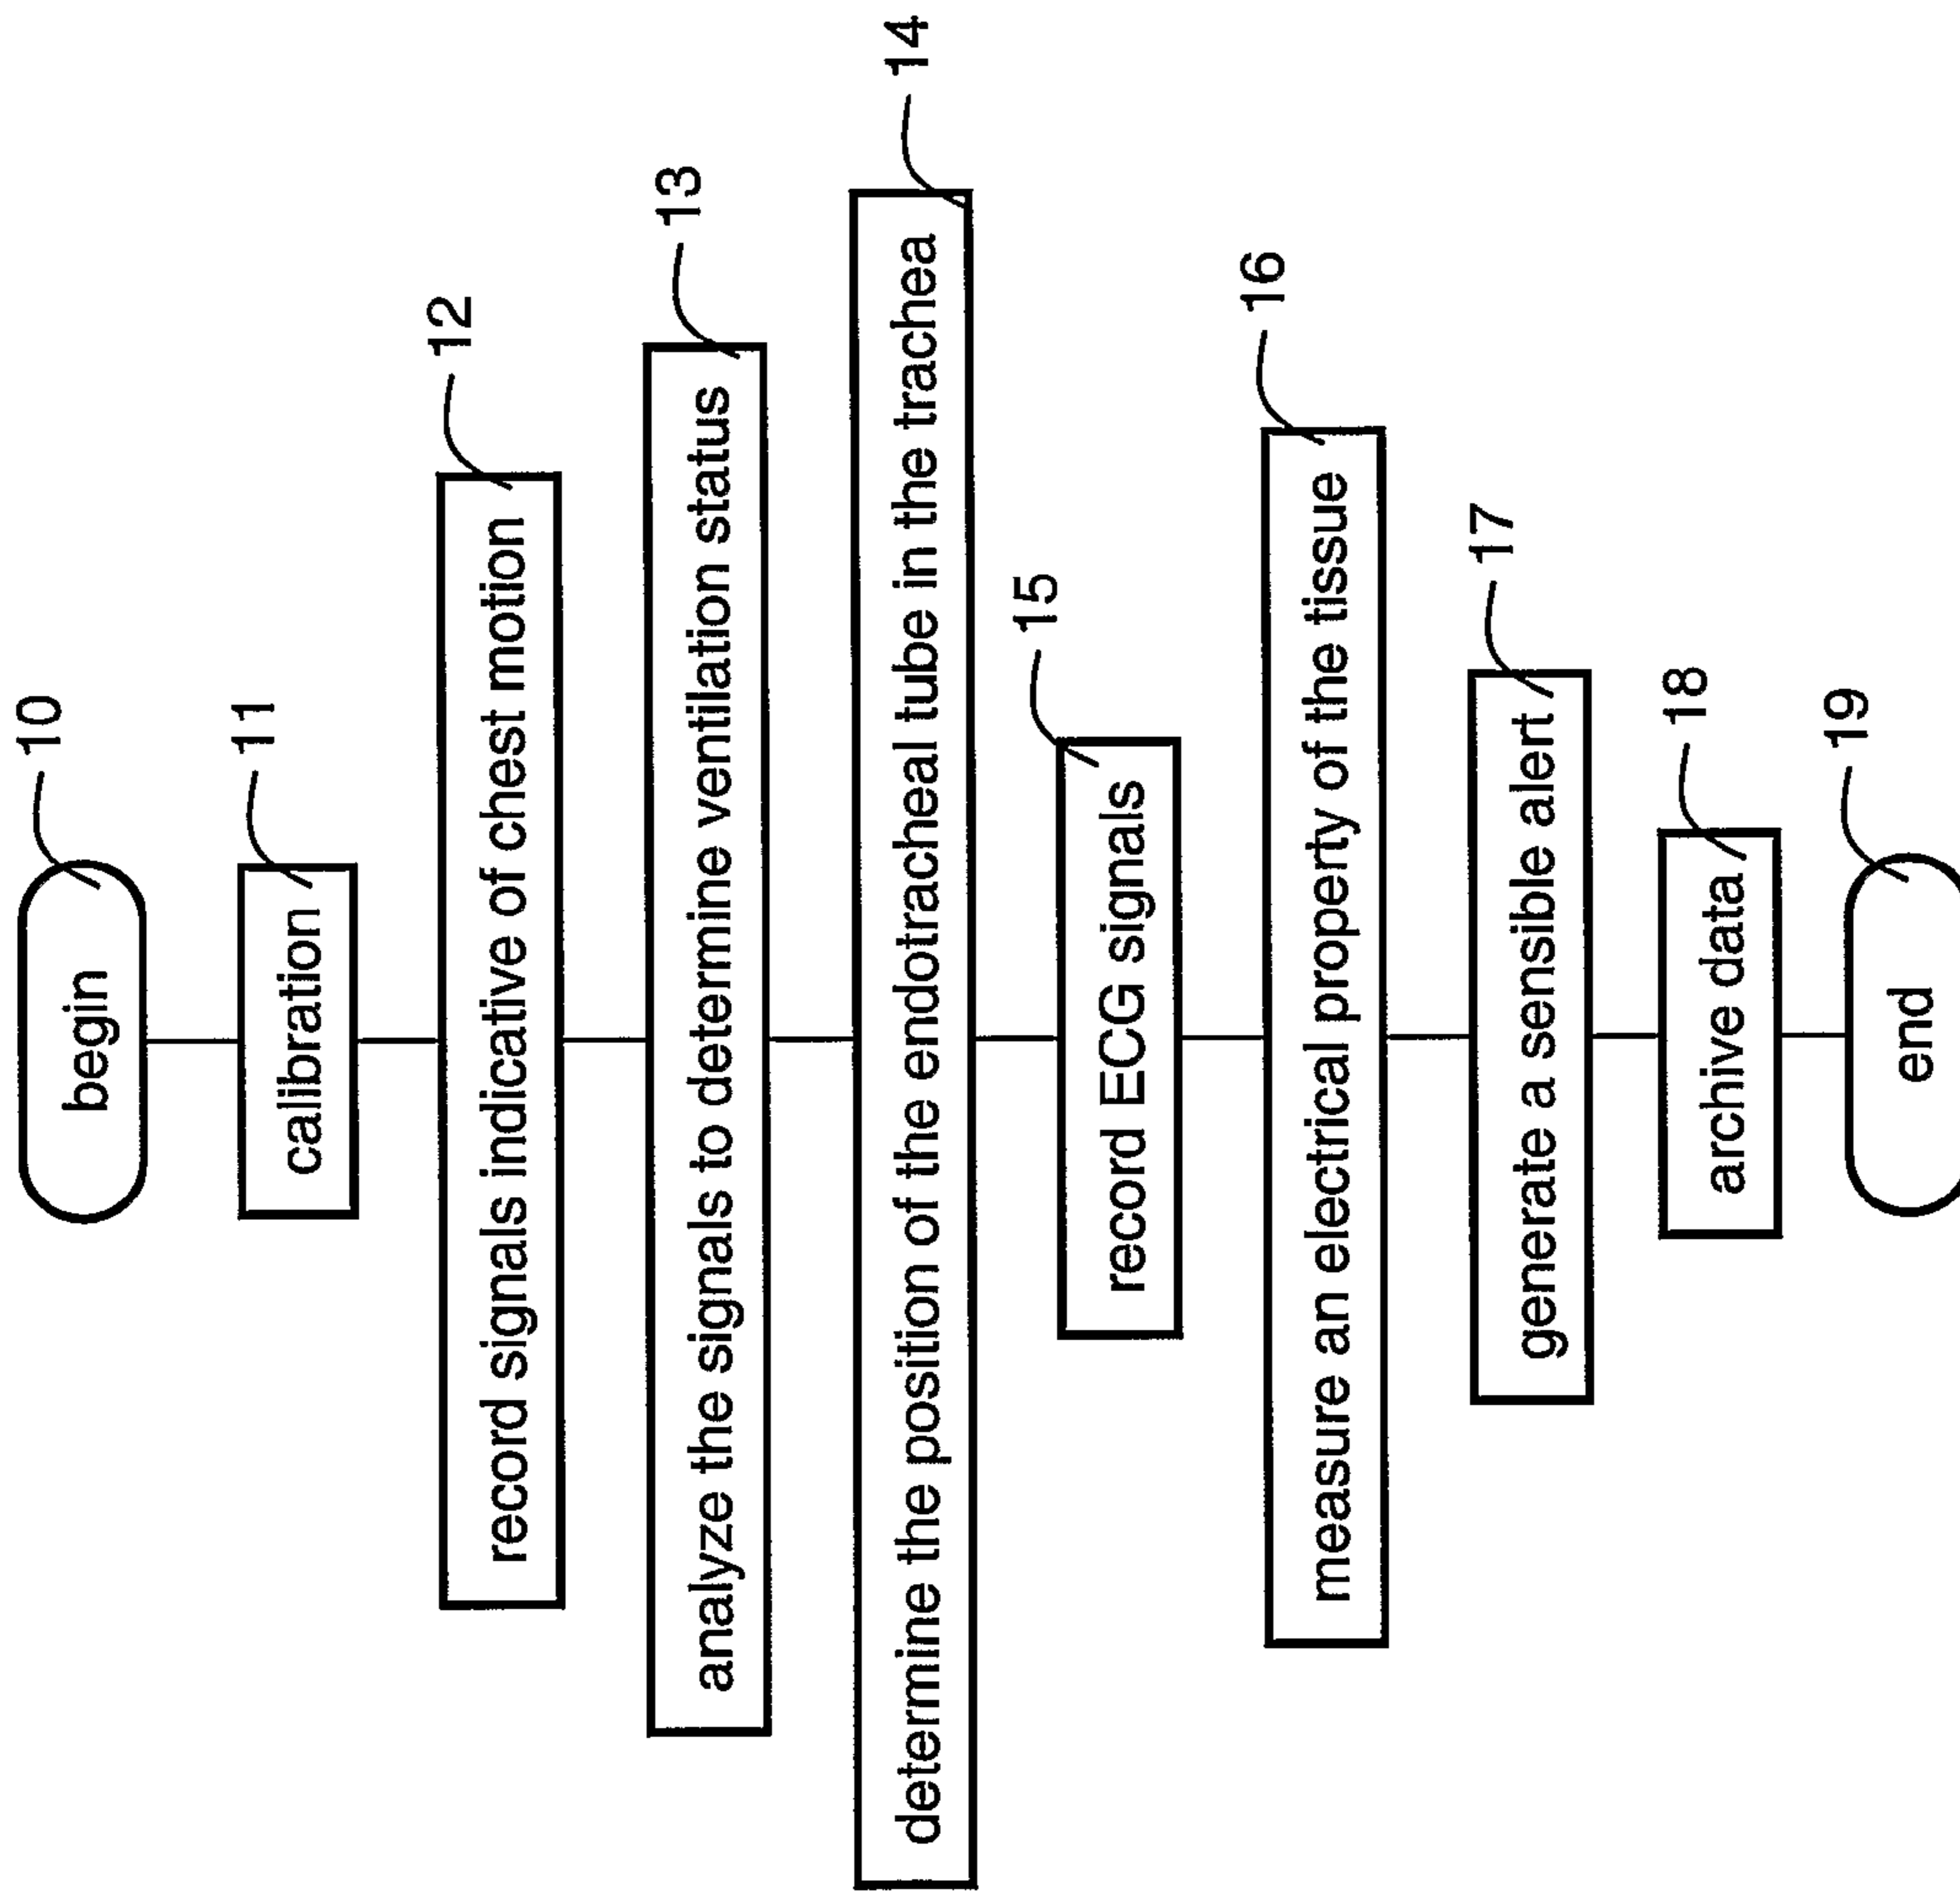 begin
10
calibration
11
record signals indicative of chest motion
12
analyze the signals to determine ventilation status
13
determine the position of the endotracheal tube in the trachea
14
record ECG signals
15
measure an electrical property of the tissue
16
generate a sensible alert
17
archive data
18
end
19